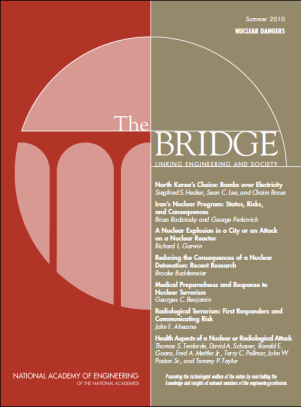 Summer 2010
NUCLEAR DANGERS
The
BRIDGE
LINKING ENGINEERING AND SOCIETY
North Korea's Choice: Bombs over Electricity
Siegfried S. Hecker, Sean C. Lee, and Chaim Braun
Iran's Nuclear Program: Status, Risks,
and Consequences
Brian Radzinsky and George Perkovich
A Nuclear Explosion in a City or an Attack
on a Nuclear Reactor
Richard L. Garwin
Reducing the Consequences of a Nuclear
Detonation: Recent Research
Brooke Buddemeier
Medical Preparedness and Response to
Nuclear Terrorism
Georges C. Benjamin
Radiological Terrorism: First Responders and
Communicating Risk
John F. Ahearne
Health Aspects of a Nuclear or Radiological Attack
Thomas S. Tenforde, David A. Schauer, Ronald E.
Goans, Fred A. Mettler Jr., Terry C. Pellmar, John W.
Poston Sr., and Tammy P. Taylor
NATIONAL ACADEMY OF ENGINEERING
OF THE NATIONAL ACADEMIES
Promoting the technological welfare of the nation by marshalling the
knowledge and insights of eminent members of the engineering profession.